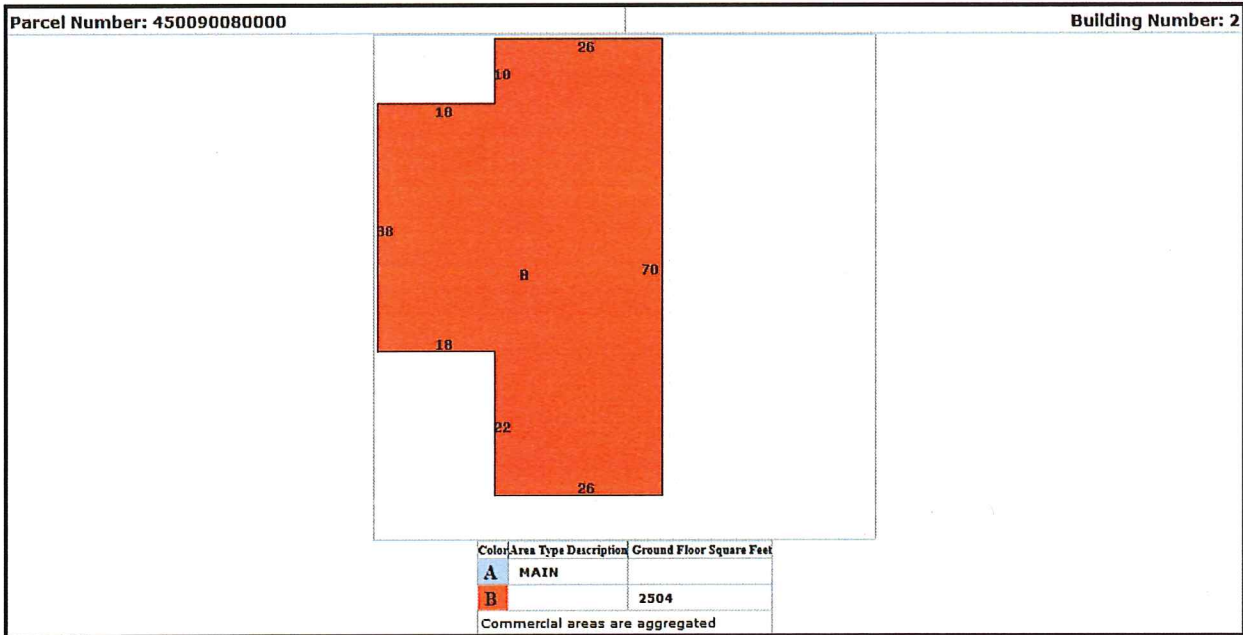 Parcel Number: 450090080000
Building Number: 2
26
10
18
38
B
70
18
22
26
Color Area Type Description Ground Floor Square Feet
A MAIN
B 2504
Commercial areas are aggregated